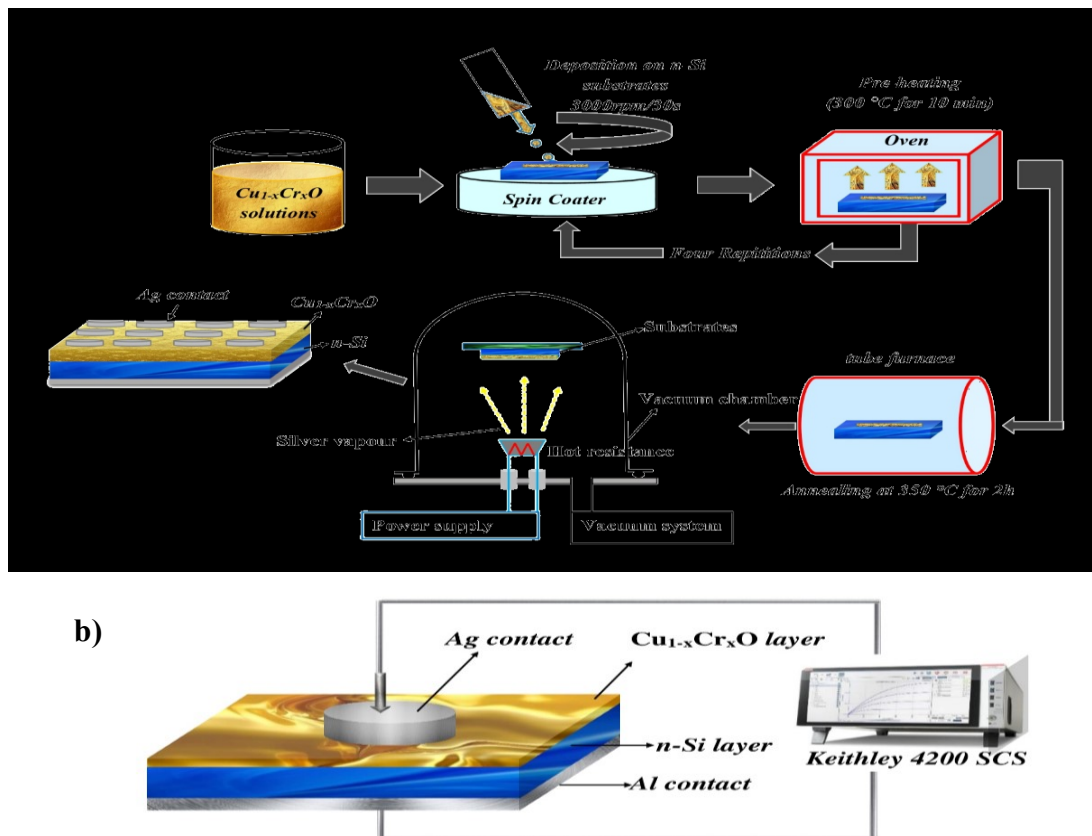 Deposition on n-Si
substrates
3000rpm/30s
Pre heating
(300 °C for 10 min)
Oven
Cu1-xCrxO
solutions
Spin Coater
Four Repititions
Ag contact
Cu1-xCrxO
n-Si
Substrates
tube furnace
Vacuum chamber
Silver vapour
Hot resistance
Annealing at 350 °C for 2h
Power supply
Vacuum system
b)
Ag contact
Cu1-xCrxO layer
n-Si layer
Al contact
Keithley 4200 SCS